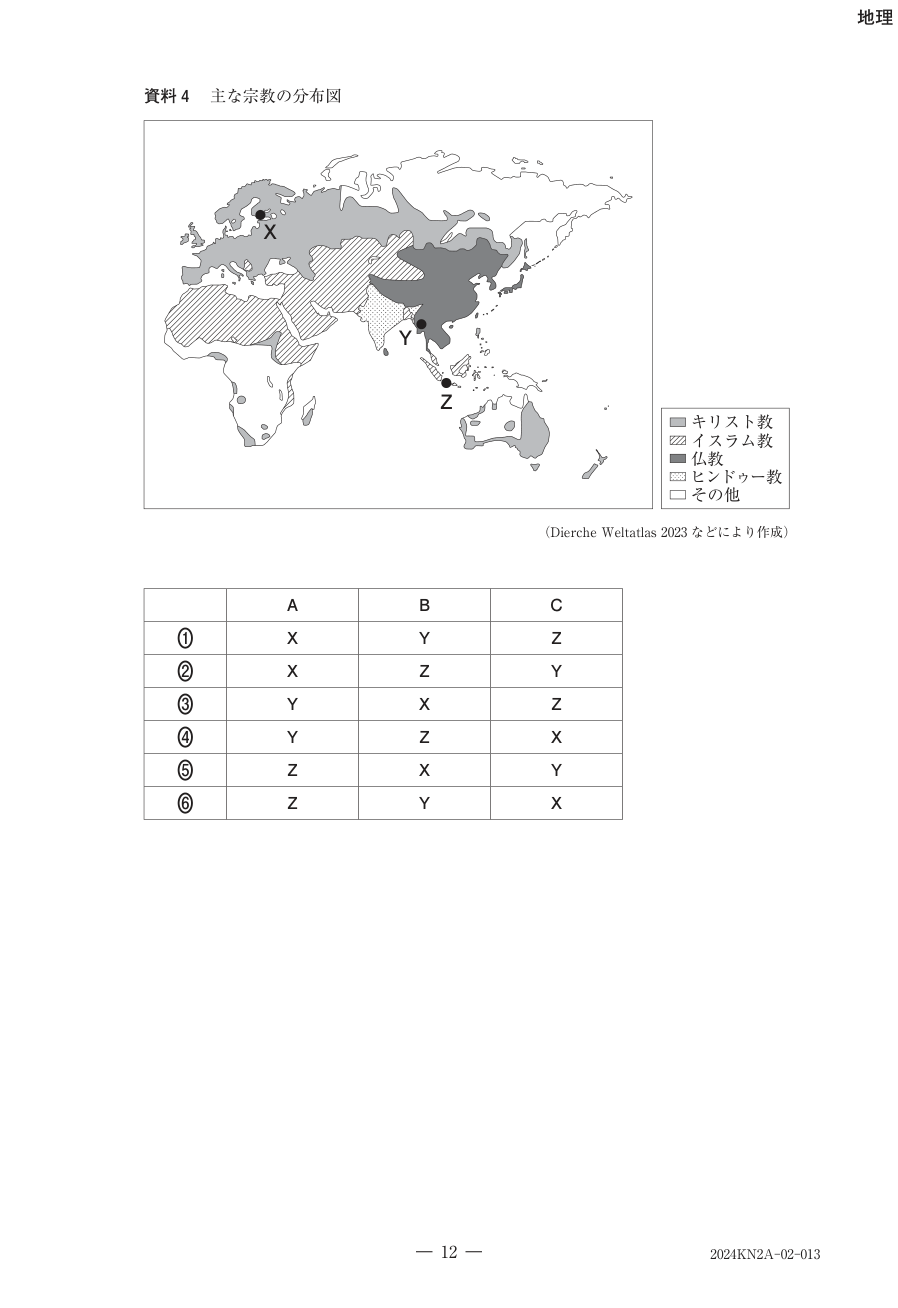 地理
資料 4 主な宗教の分布図
X
Y
Z
キリスト教
イスラム教
仏教
ヒンドゥー教
その他
（Dierche Weltatlas 2023 などにより作成）
A B C
① X Y Z
② X Z Y
③ Y X Z
④ Y Z X
⑤ Z X Y
⑥ Z Y X
― 12 ―
2024KN2A-02-013